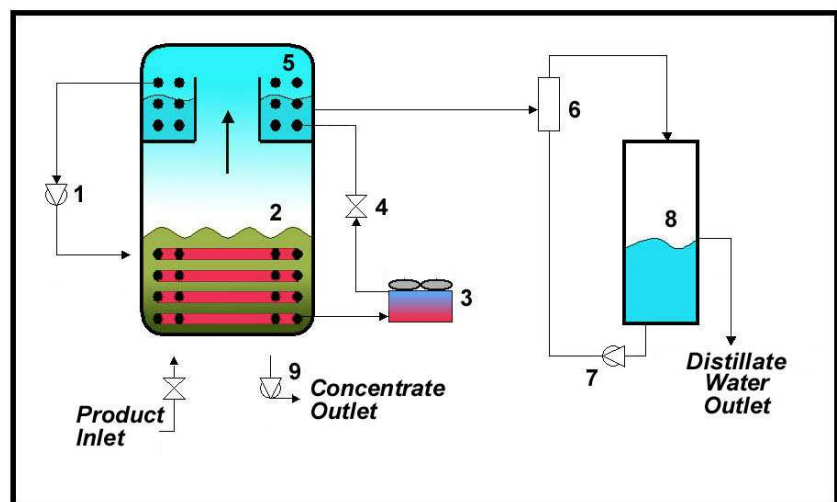 5
6
1
4
2
8
3
7
9
Product
Inlet
Concentrate
Outlet
Distillate
Water
Outlet